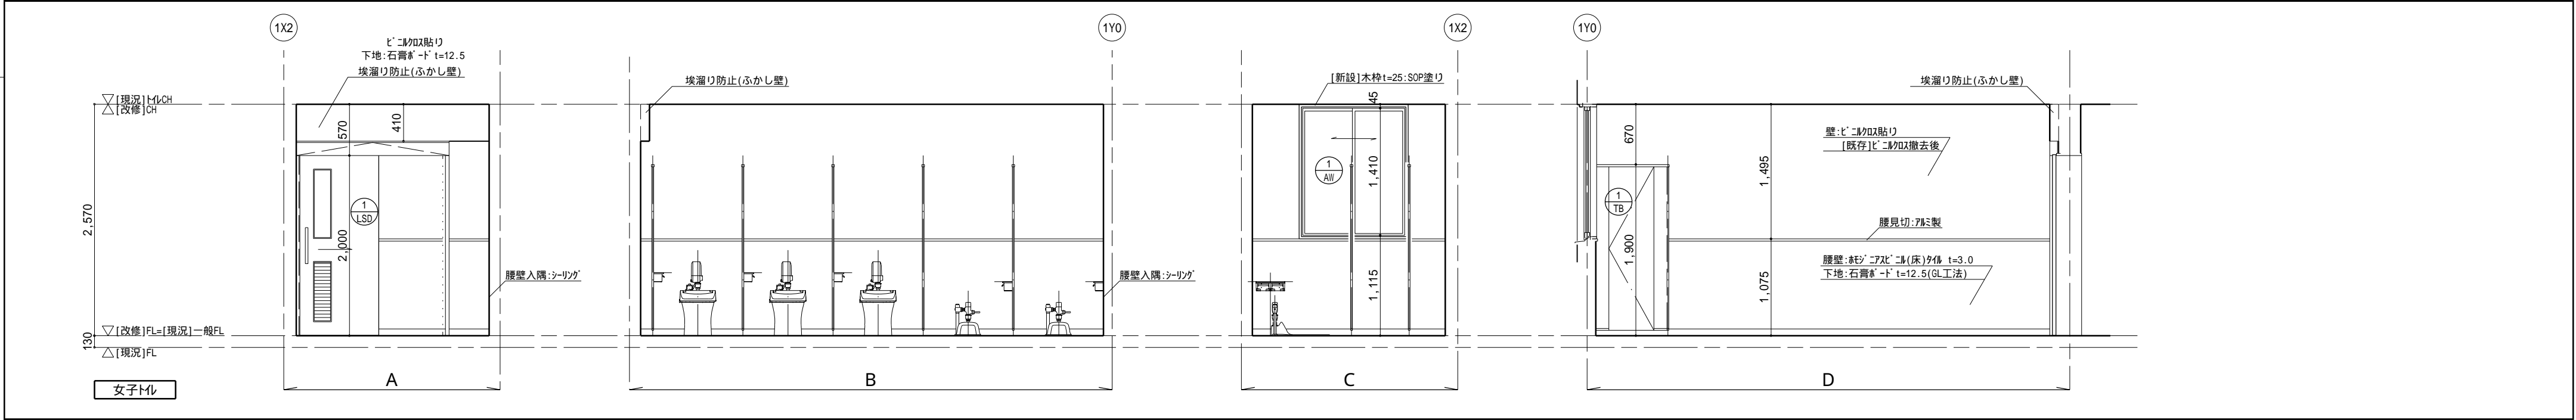 1X2
1Y0
1X2
1Y0
ﾋﾞﾆﾙｸﾛｽ貼り
下地:石膏ﾎﾞｰﾄﾞ t=12.5
埃溜り防止(ふかし壁)
埃溜り防止(ふかし壁)
[新設]木枠t=25:SOP塗り
埃溜り防止(ふかし壁)
[現況]ﾄｲﾚCH
[改修]CH
570
410
45
670
壁:ﾋﾞﾆﾙｸﾛｽ貼り
[既存]ﾋﾞﾆﾙｸﾛｽ撤去後
1
AW
1,410
1,495
2,570
1
LSD
2,000
1
TB
1,900
腰見切:ｱﾙﾐ製
腰壁入隅:ｼｰﾘﾝｸﾞ
腰壁入隅:ｼｰﾘﾝｸﾞ
1,115
1,075
腰壁:ﾎﾓｼﾞﾆｱｽﾋﾞﾆﾙ(床)ﾀｲﾙ t=3.0
下地:石膏ﾎﾞｰﾄﾞ t=12.5(GL工法)
[改修]FL=[現況]一般FL
130
[現況]FL
女子ﾄｲﾚ
A
B
C
D